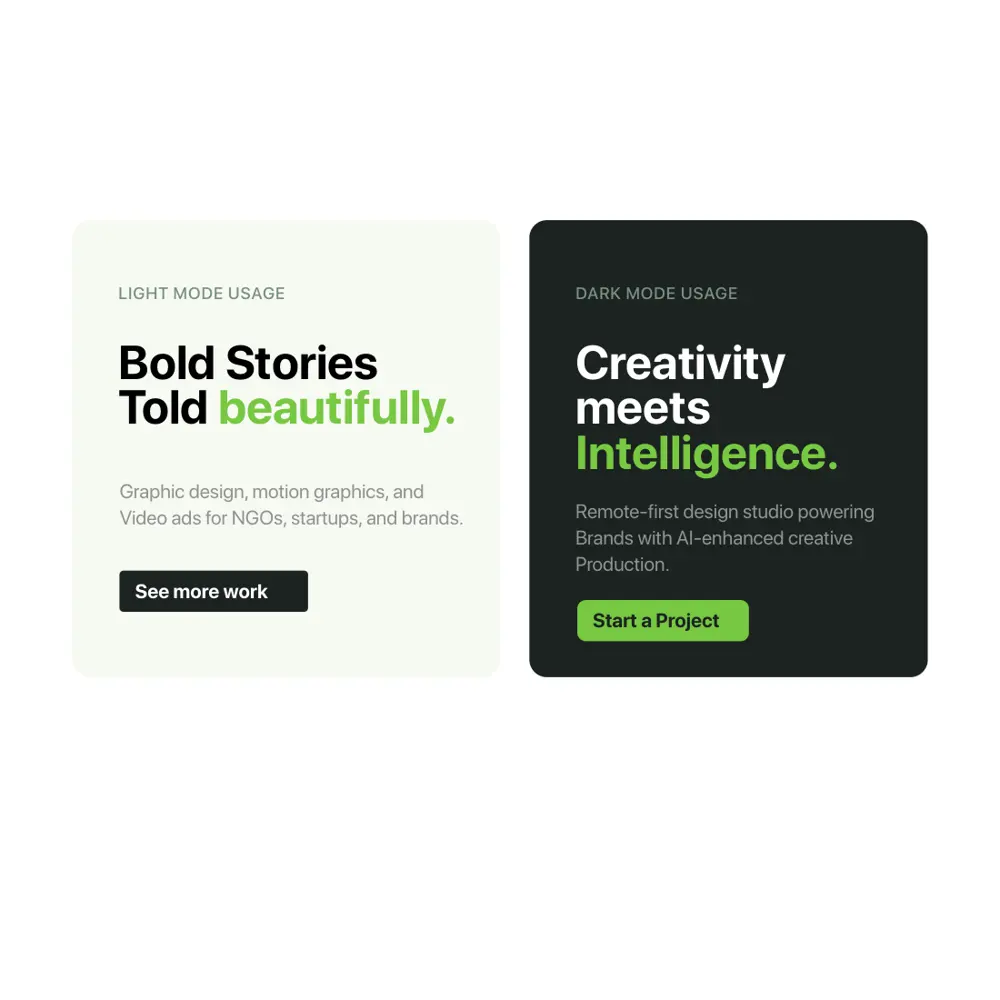 LIGHT MODE USAGE
Bold Stories
Told beautifully.
Graphic design, motion graphics, and
Video ads for NGOs, startups, and brands.
See more work
DARK MODE USAGE
Creativity
meets
Intelligence.
Remote-first design studio powering
Brands with AI-enhanced creative
Production.
Start a Project